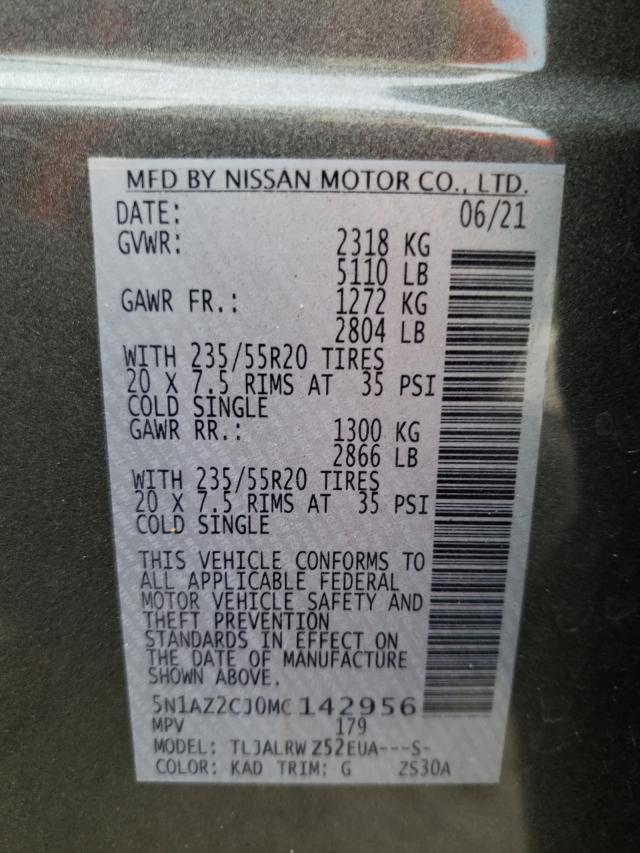 MFD BY NISSAN MOTOR CO., LTD.
DATE: 06/21
GVWR: 2318 KG
5110 LB
GAWR FR.: 1272 KG
2804 LB
WITH 235/55R20 TIRES
20 X 7.5 RIMS AT 35 PSI
COLD SINGLE
GAWR RR.: 1300 KG
2866 LB
WITH 235/55R20 TIRES
20 X 7.5 RIMS AT 35 PSI
COLD SINGLE
THIS VEHICLE CONFORMS TO
ALL APPLICABLE FEDERAL
MOTOR VEHICLE SAFETY AND
THEFT PREVENTION
STANDARDS IN EFFECT ON
THE DATE OF MANUFACTURE
SHOWN ABOVE.
5N1AZ2CJ0MC142956
MPV 179
MODEL: TLJALRW Z52EUA---S-
COLOR: KAD TRIM: G ZS30A